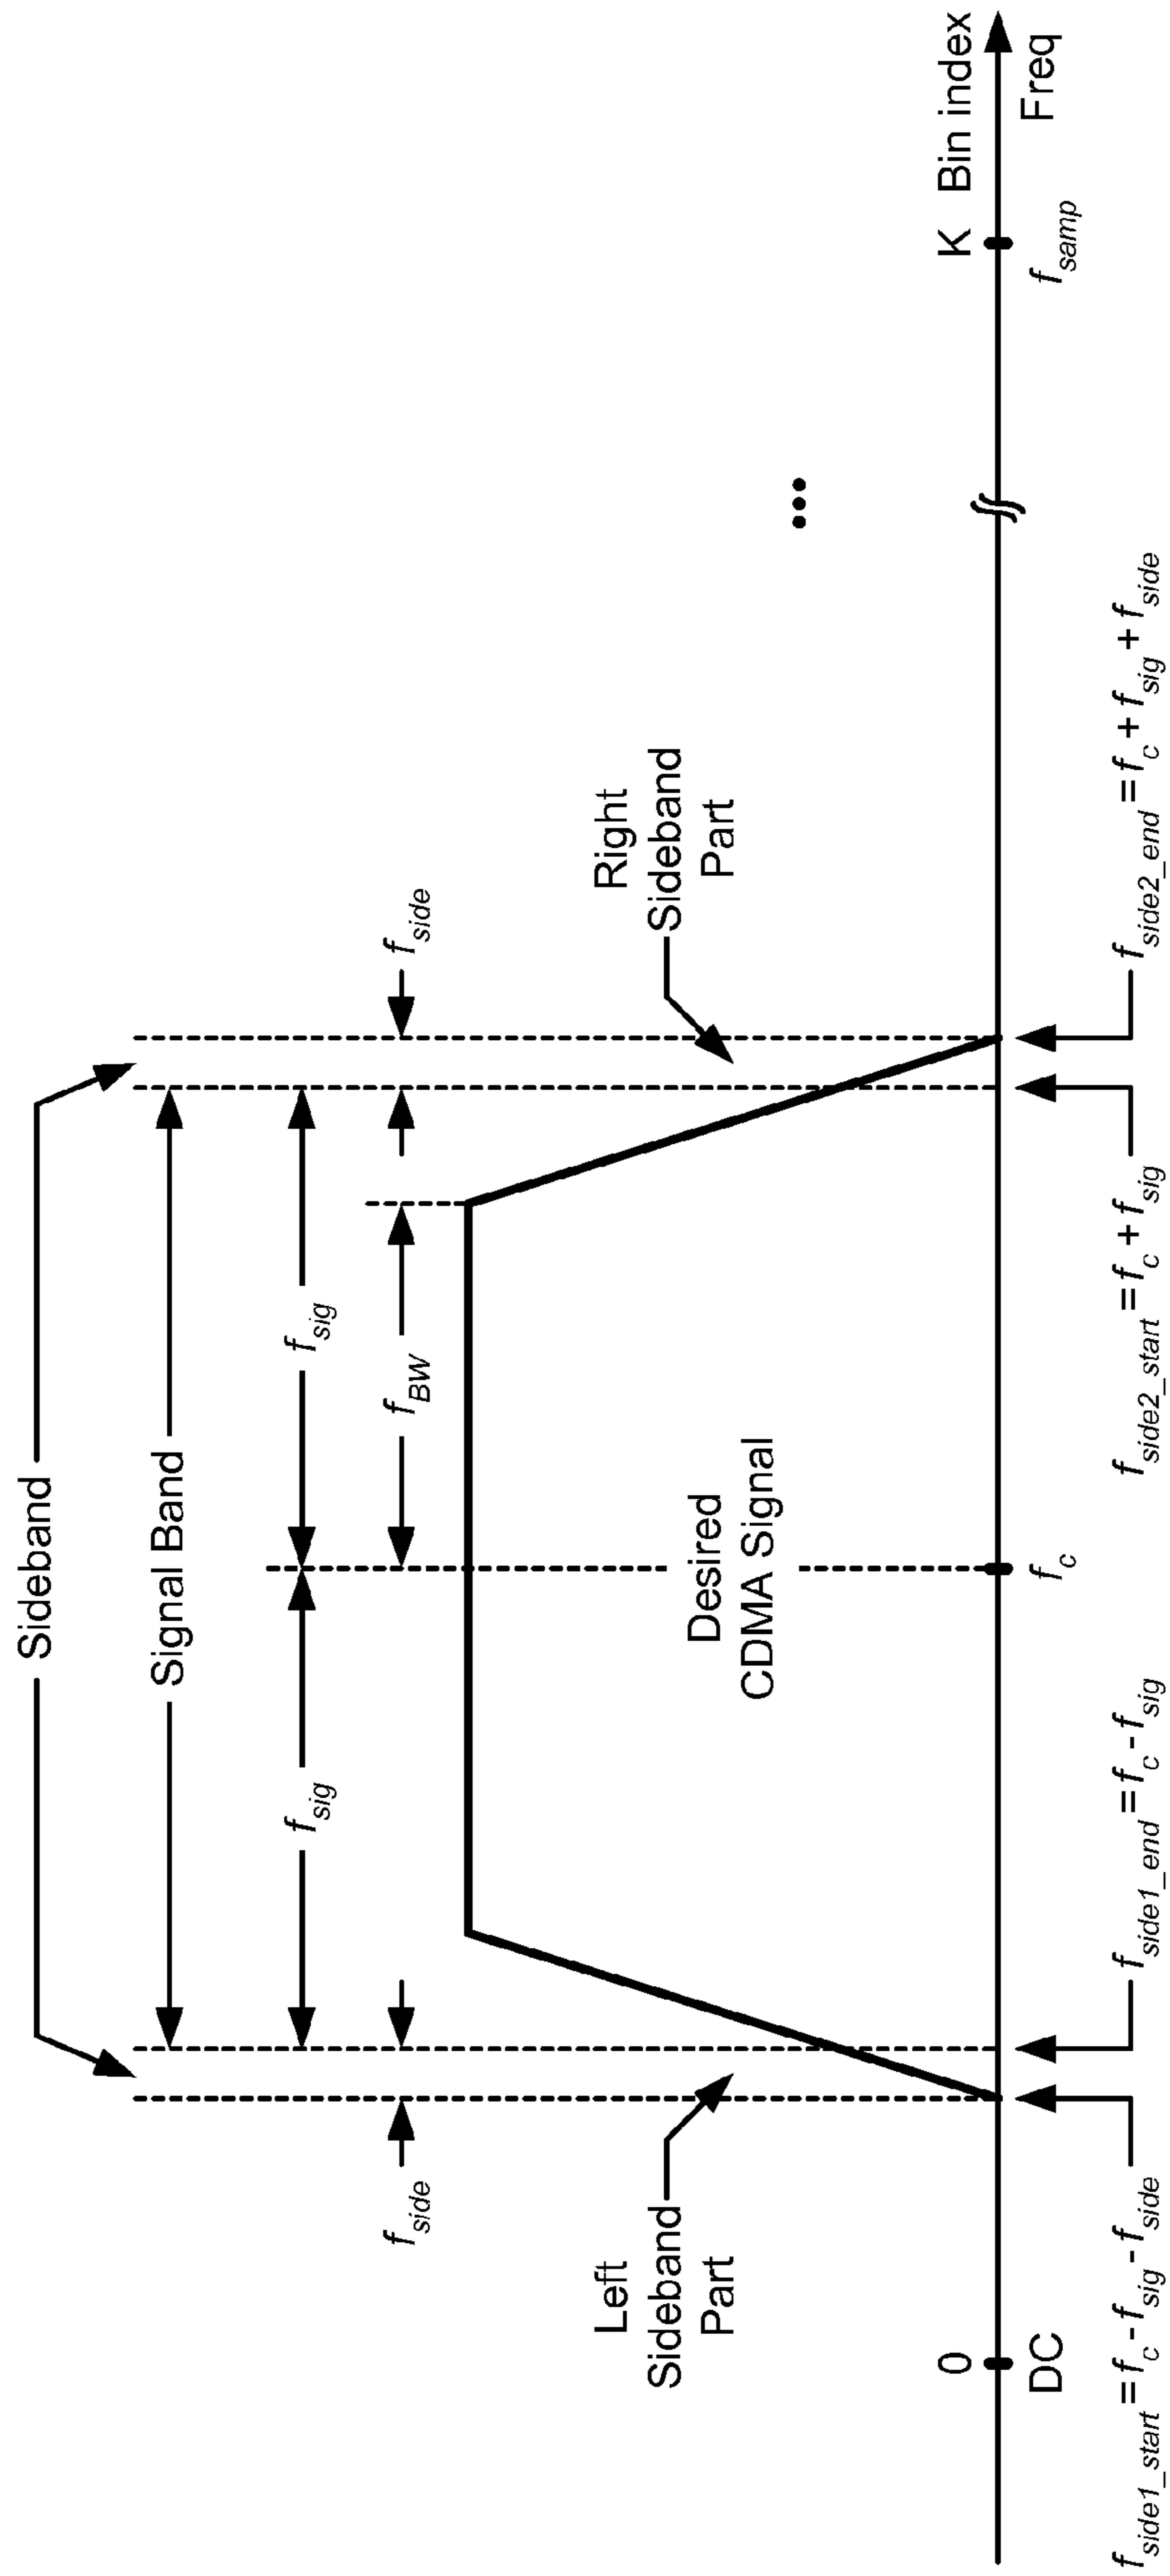 Sideband
Signal Band
f_sig
f_sig
f_side
f_BW
f_side
Left
Sideband
Part
Right
Sideband
Part
Desired
CDMA Signal
0
K
Bin index
DC
f_c
f_samp
Freq
f_side1_start = f_c - f_sig - f_side
f_side1_end = f_c - f_sig
f_side2_start = f_c + f_sig
f_side2_end = f_c + f_sig + f_side